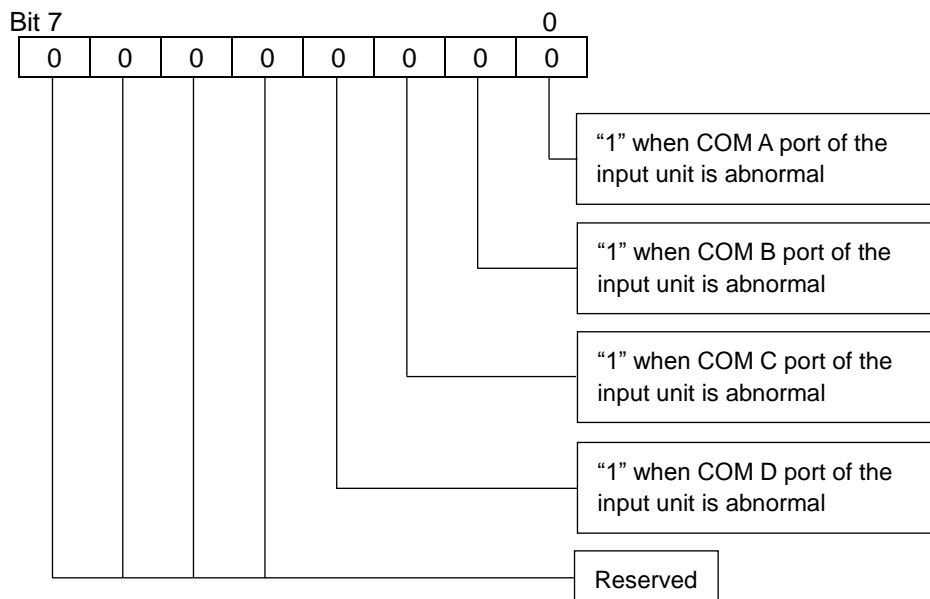 Bit 7 0
0 0 0 0 0 0 0 0
“1” when COM A port of the
input unit is abnormal
“1” when COM B port of the
input unit is abnormal
“1” when COM C port of the
input unit is abnormal
“1” when COM D port of the
input unit is abnormal
Reserved